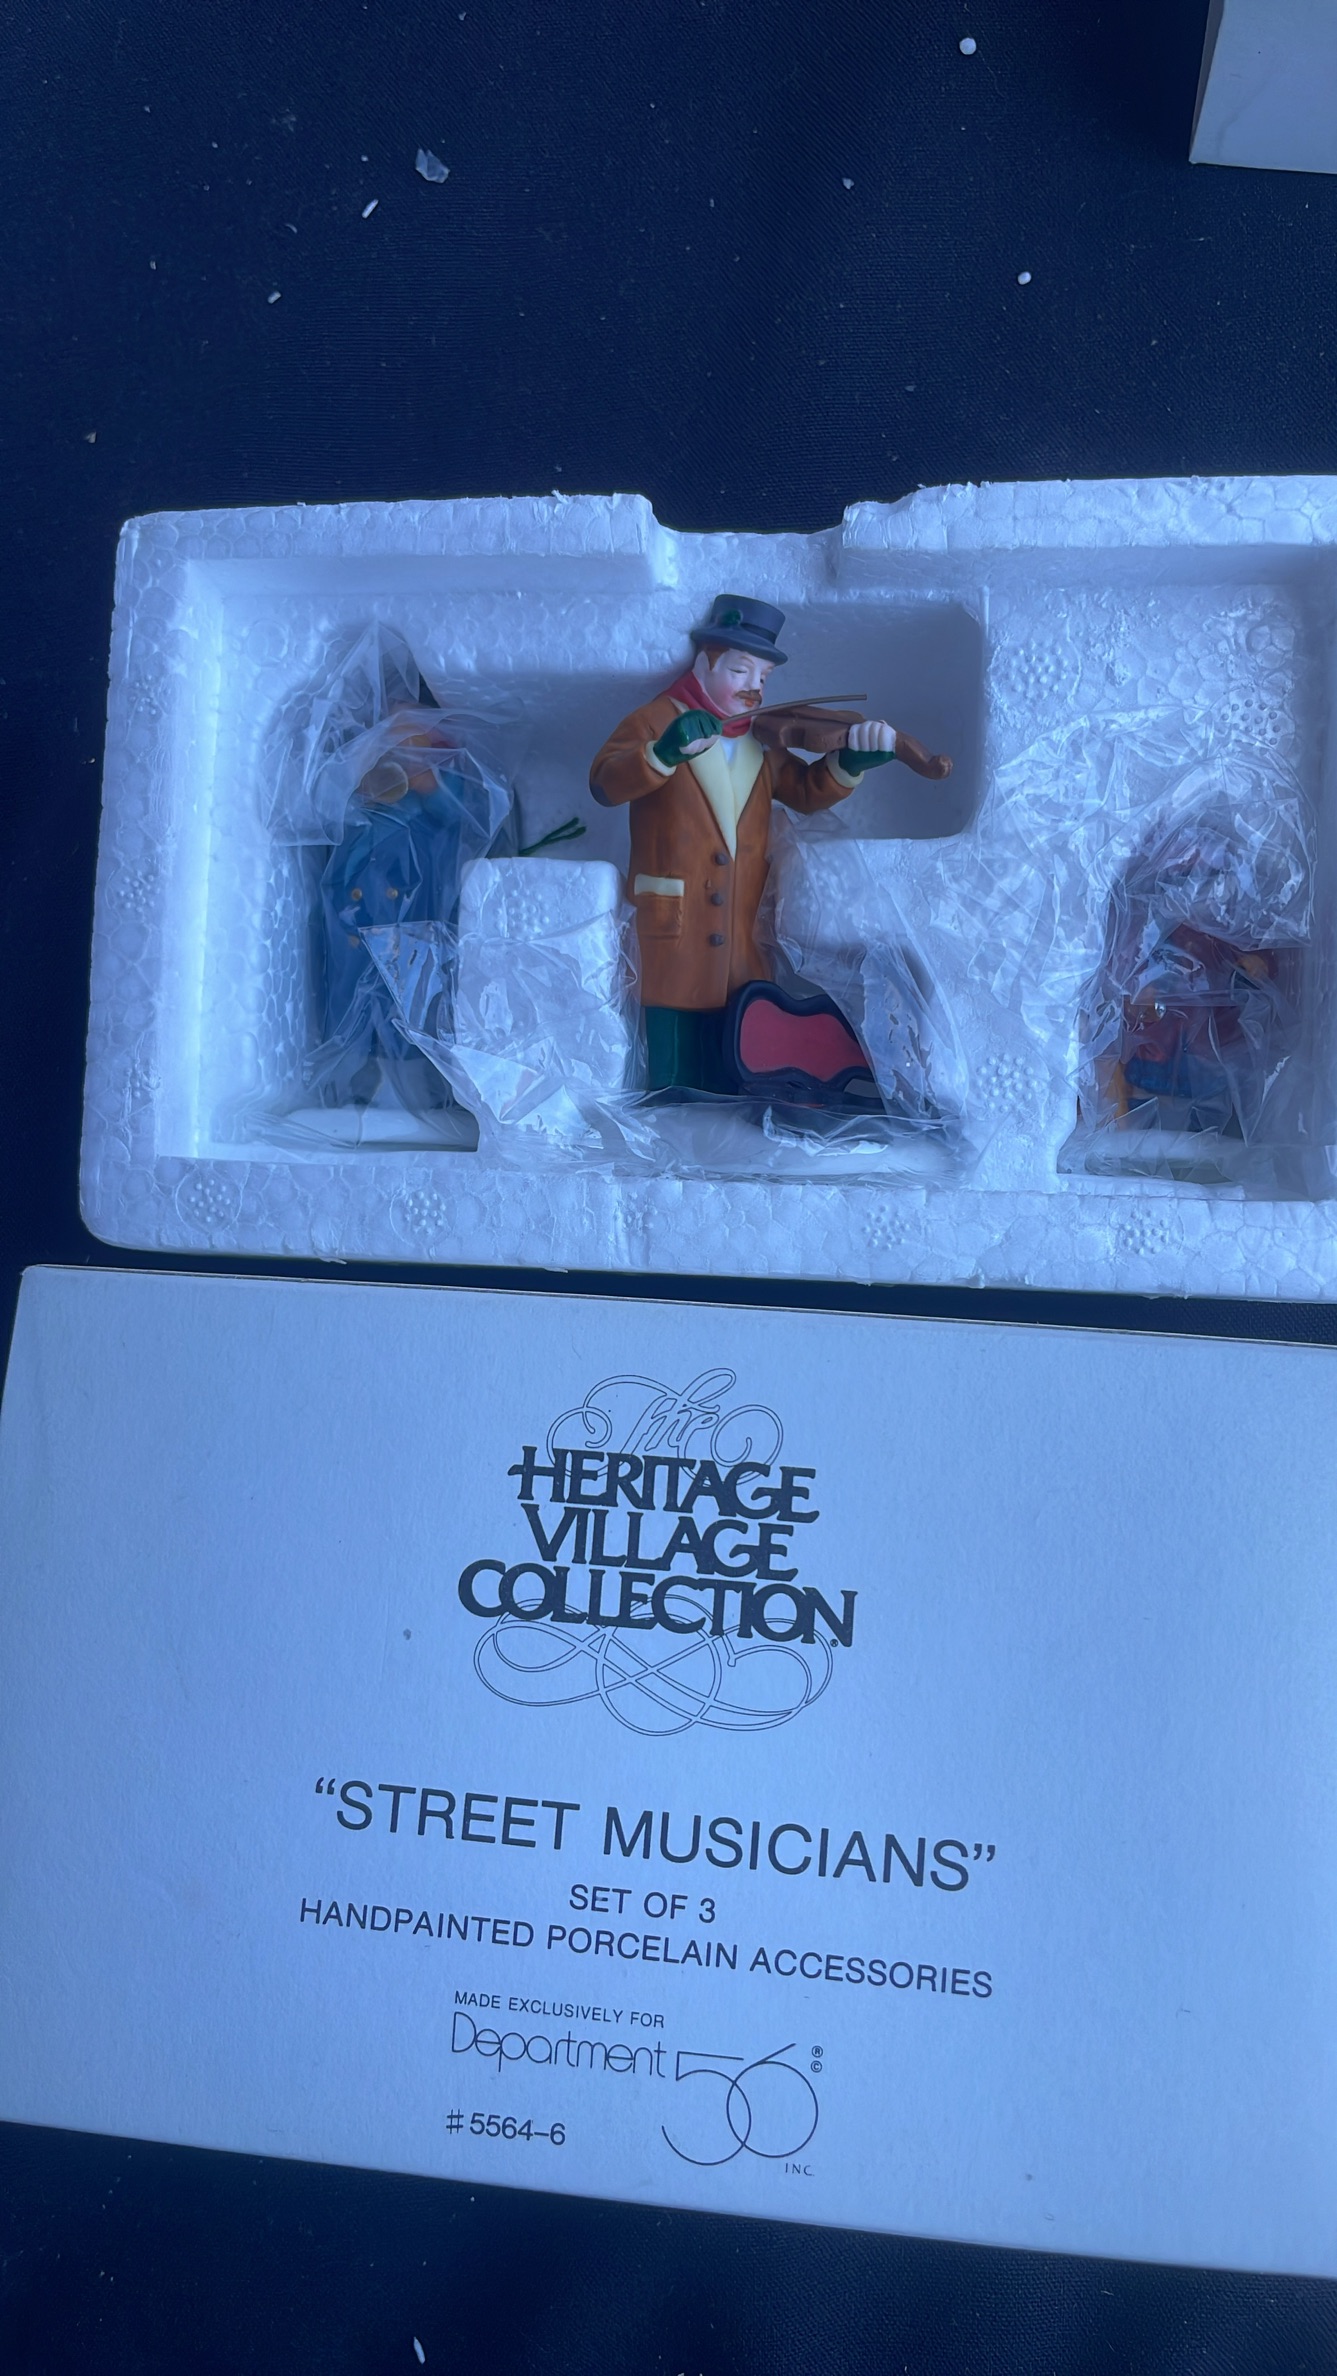 The
HERITAGE
VILLAGE
COLLECTION®
“STREET MUSICIANS”
SET OF 3
HANDPAINTED PORCELAIN ACCESSORIES
MADE EXCLUSIVELY FOR
Department 56 ® ©
INC.
#5564–6